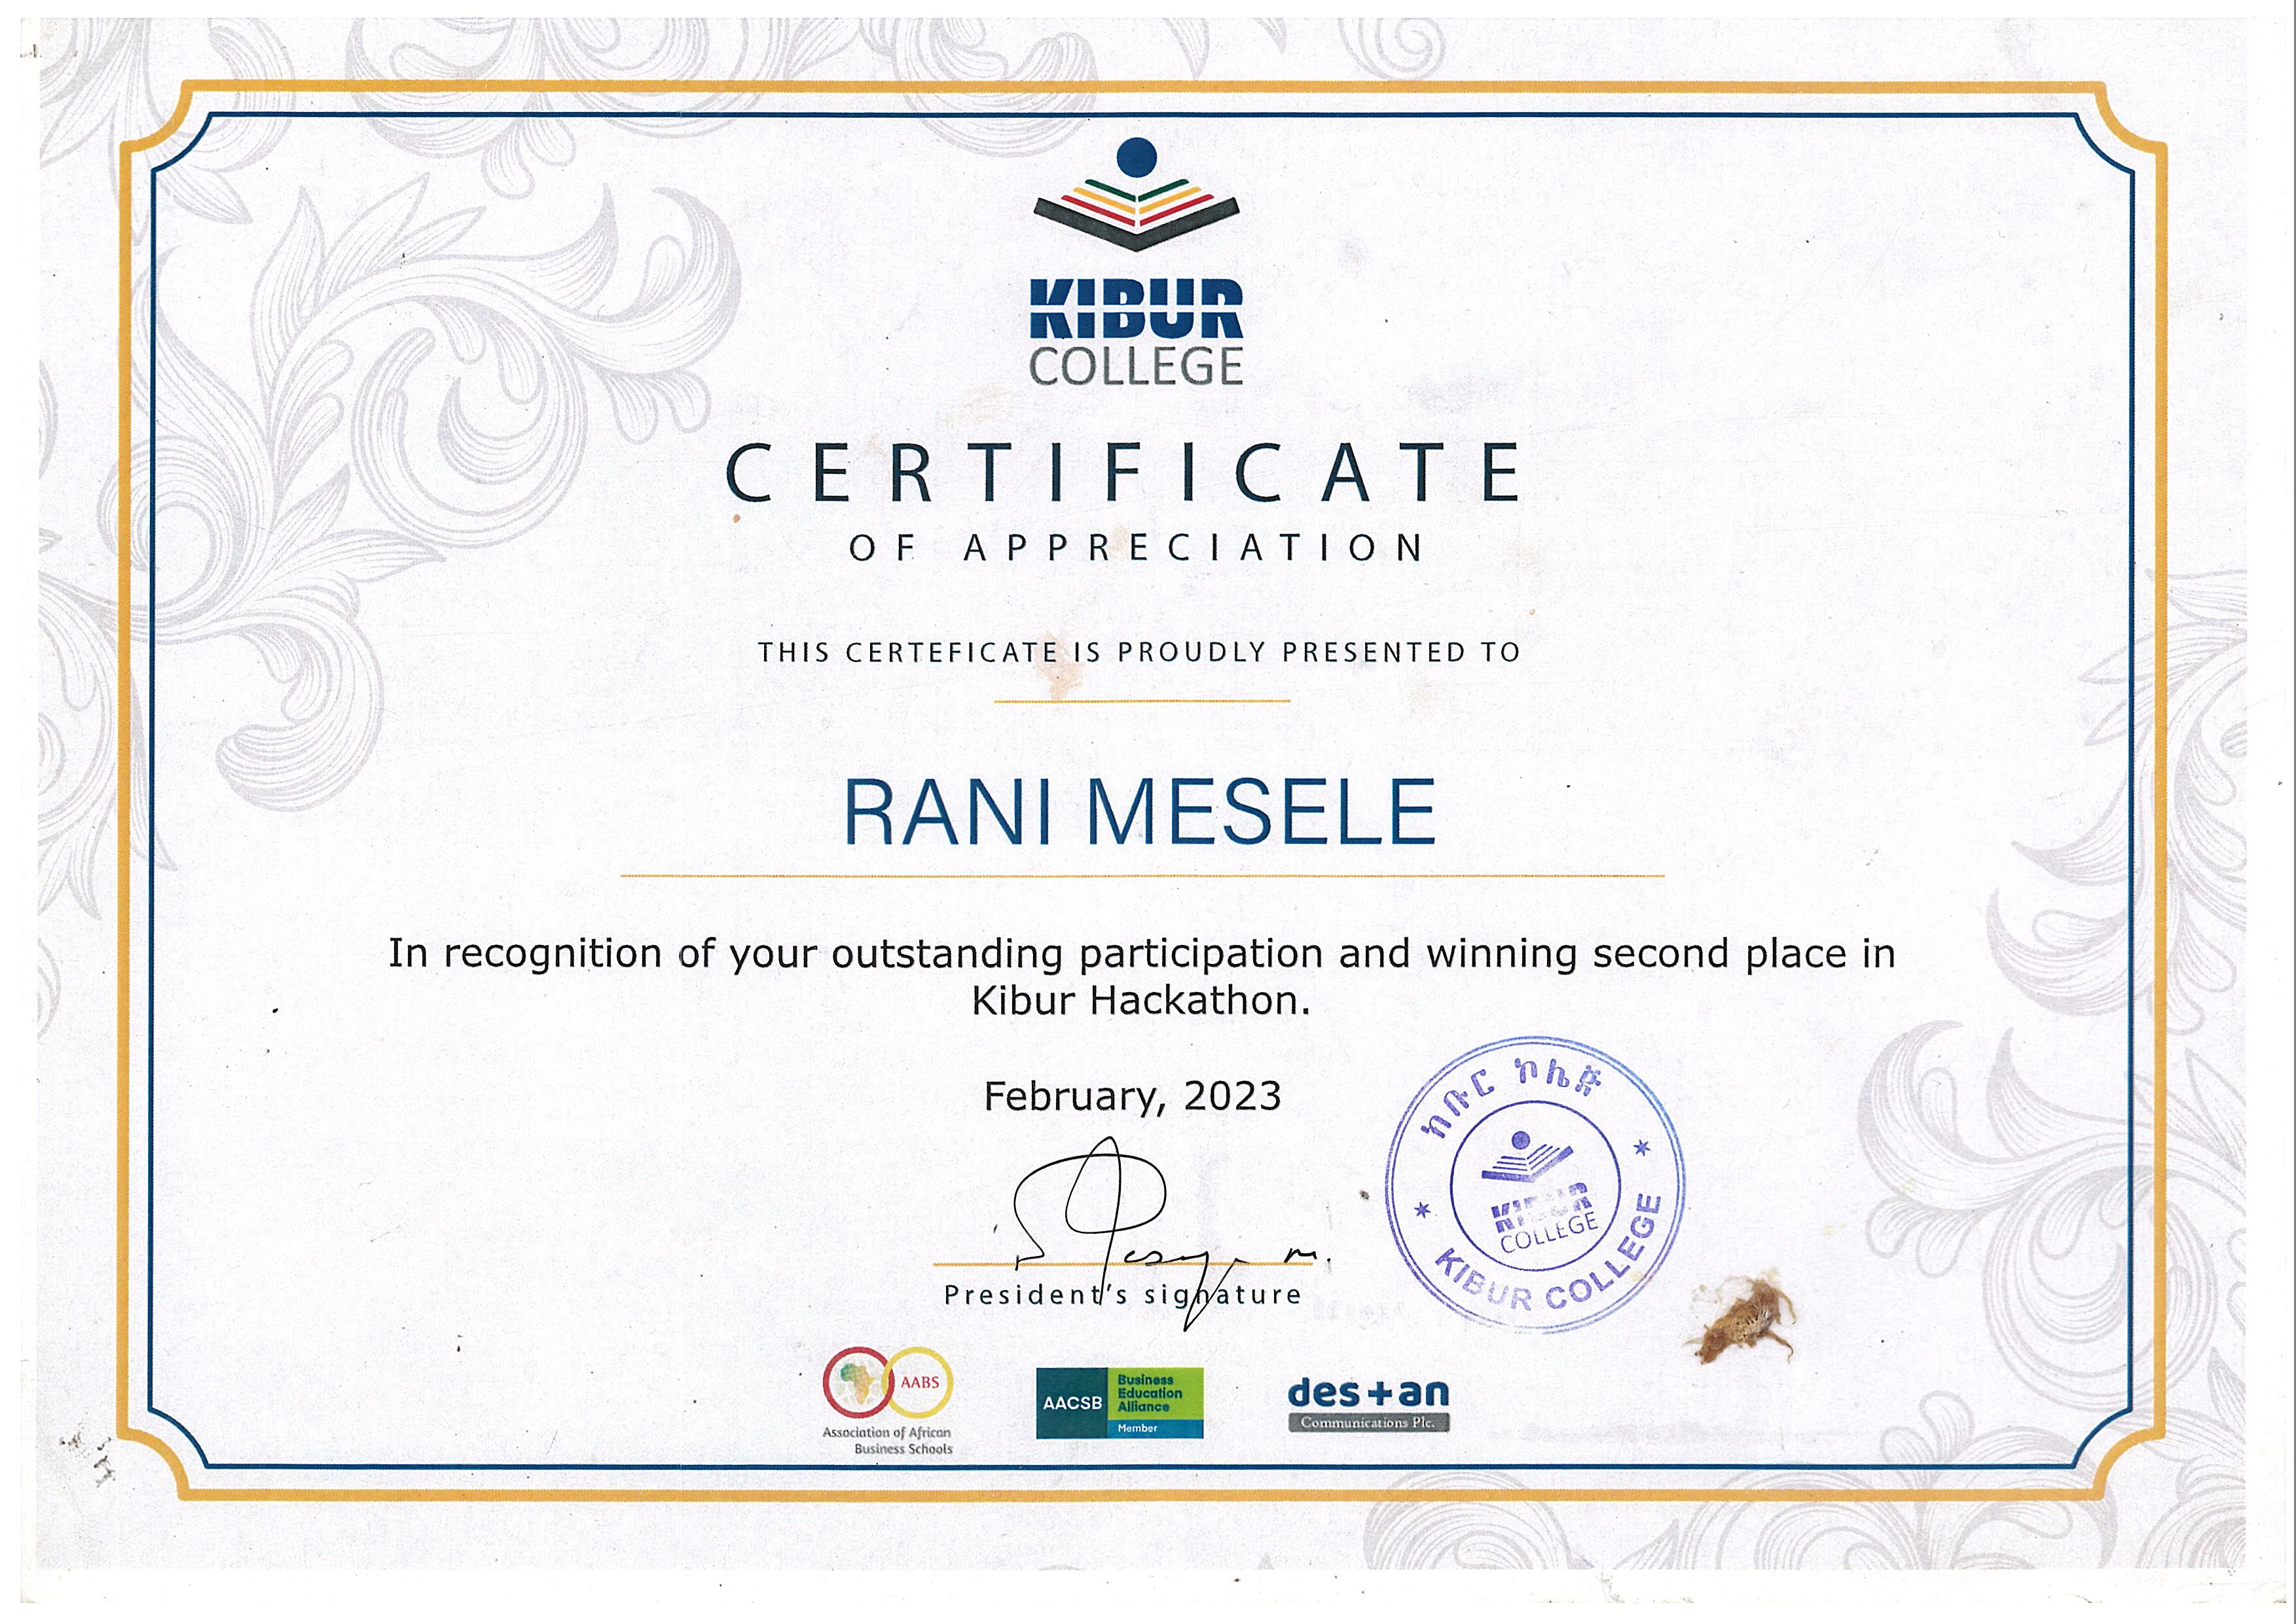 KIBUR
COLLEGE
CERTIFICATE
OF APPRECIATION
THIS CERTEFICATE IS PROUDLY PRESENTED TO
RANI MESELE
In recognition of your outstanding participation and winning second place in
Kibur Hackathon.
February, 2023
President's signature
ክቡር ኮሌጅ
KIBUR
COLLEGE
KIBUR COLLEGE
AABS
Association of African
Business Schools
AACSB
Business
Education
Alliance
Member
des+an
Communications Plc.